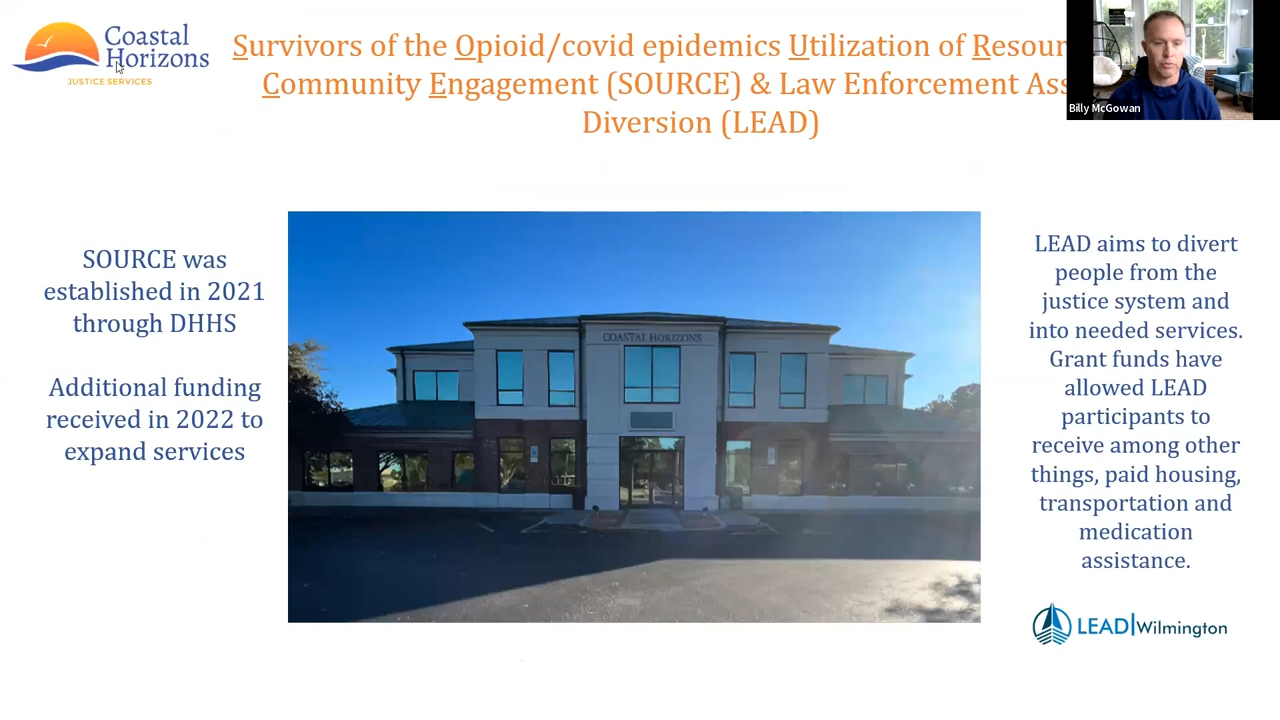 Coastal
Horizons
JUSTICE SERVICES
Survivors of the Opioid/covid epidemics Utilization of
Community Engagement (SOURCE) & Law Enforcement
Diversion (LEAD)
Billy McGowan
SOURCE was
established in 2021
through DHHS
Additional funding
received in 2022 to
expand services
COASTAL HORIZONS
LEAD aims to divert
people from the
justice system and
into needed services.
Grant funds have
allowed LEAD
participants to
receive among other
things, paid housing,
transportation and
medication
assistance.
LEAD|Wilmington